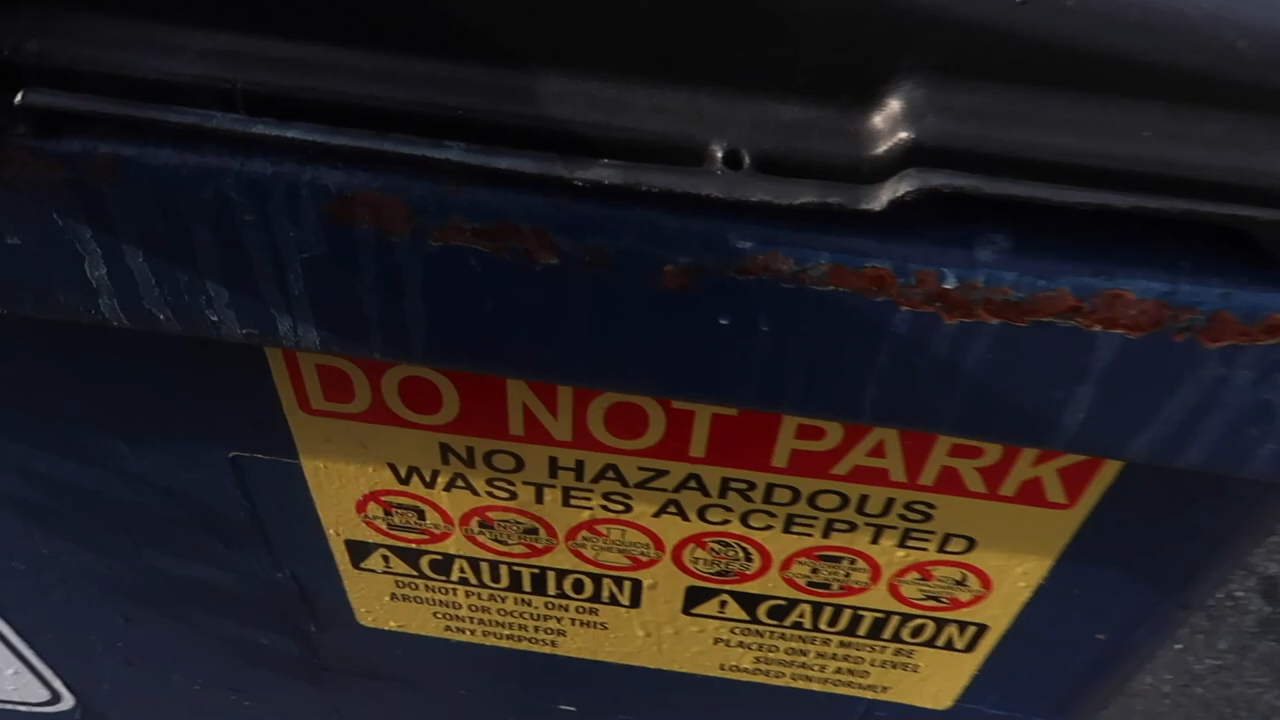 DO NOT PARK
NO HAZARDOUS
WASTES ACCEPTED
NO
APPLIANCES
NO
BATTERIES
NO LIQUIDS
OR CHEMICALS
NO
TIRES
CAUTION
DO NOT PLAY IN, ON OR
AROUND OR OCCUPY THIS
CONTAINER FOR
ANY PURPOSE
CAUTION
CONTAINER MUST BE
PLACED ON HARD LEVEL
SURFACE AND
LOADED UNIFORMLY